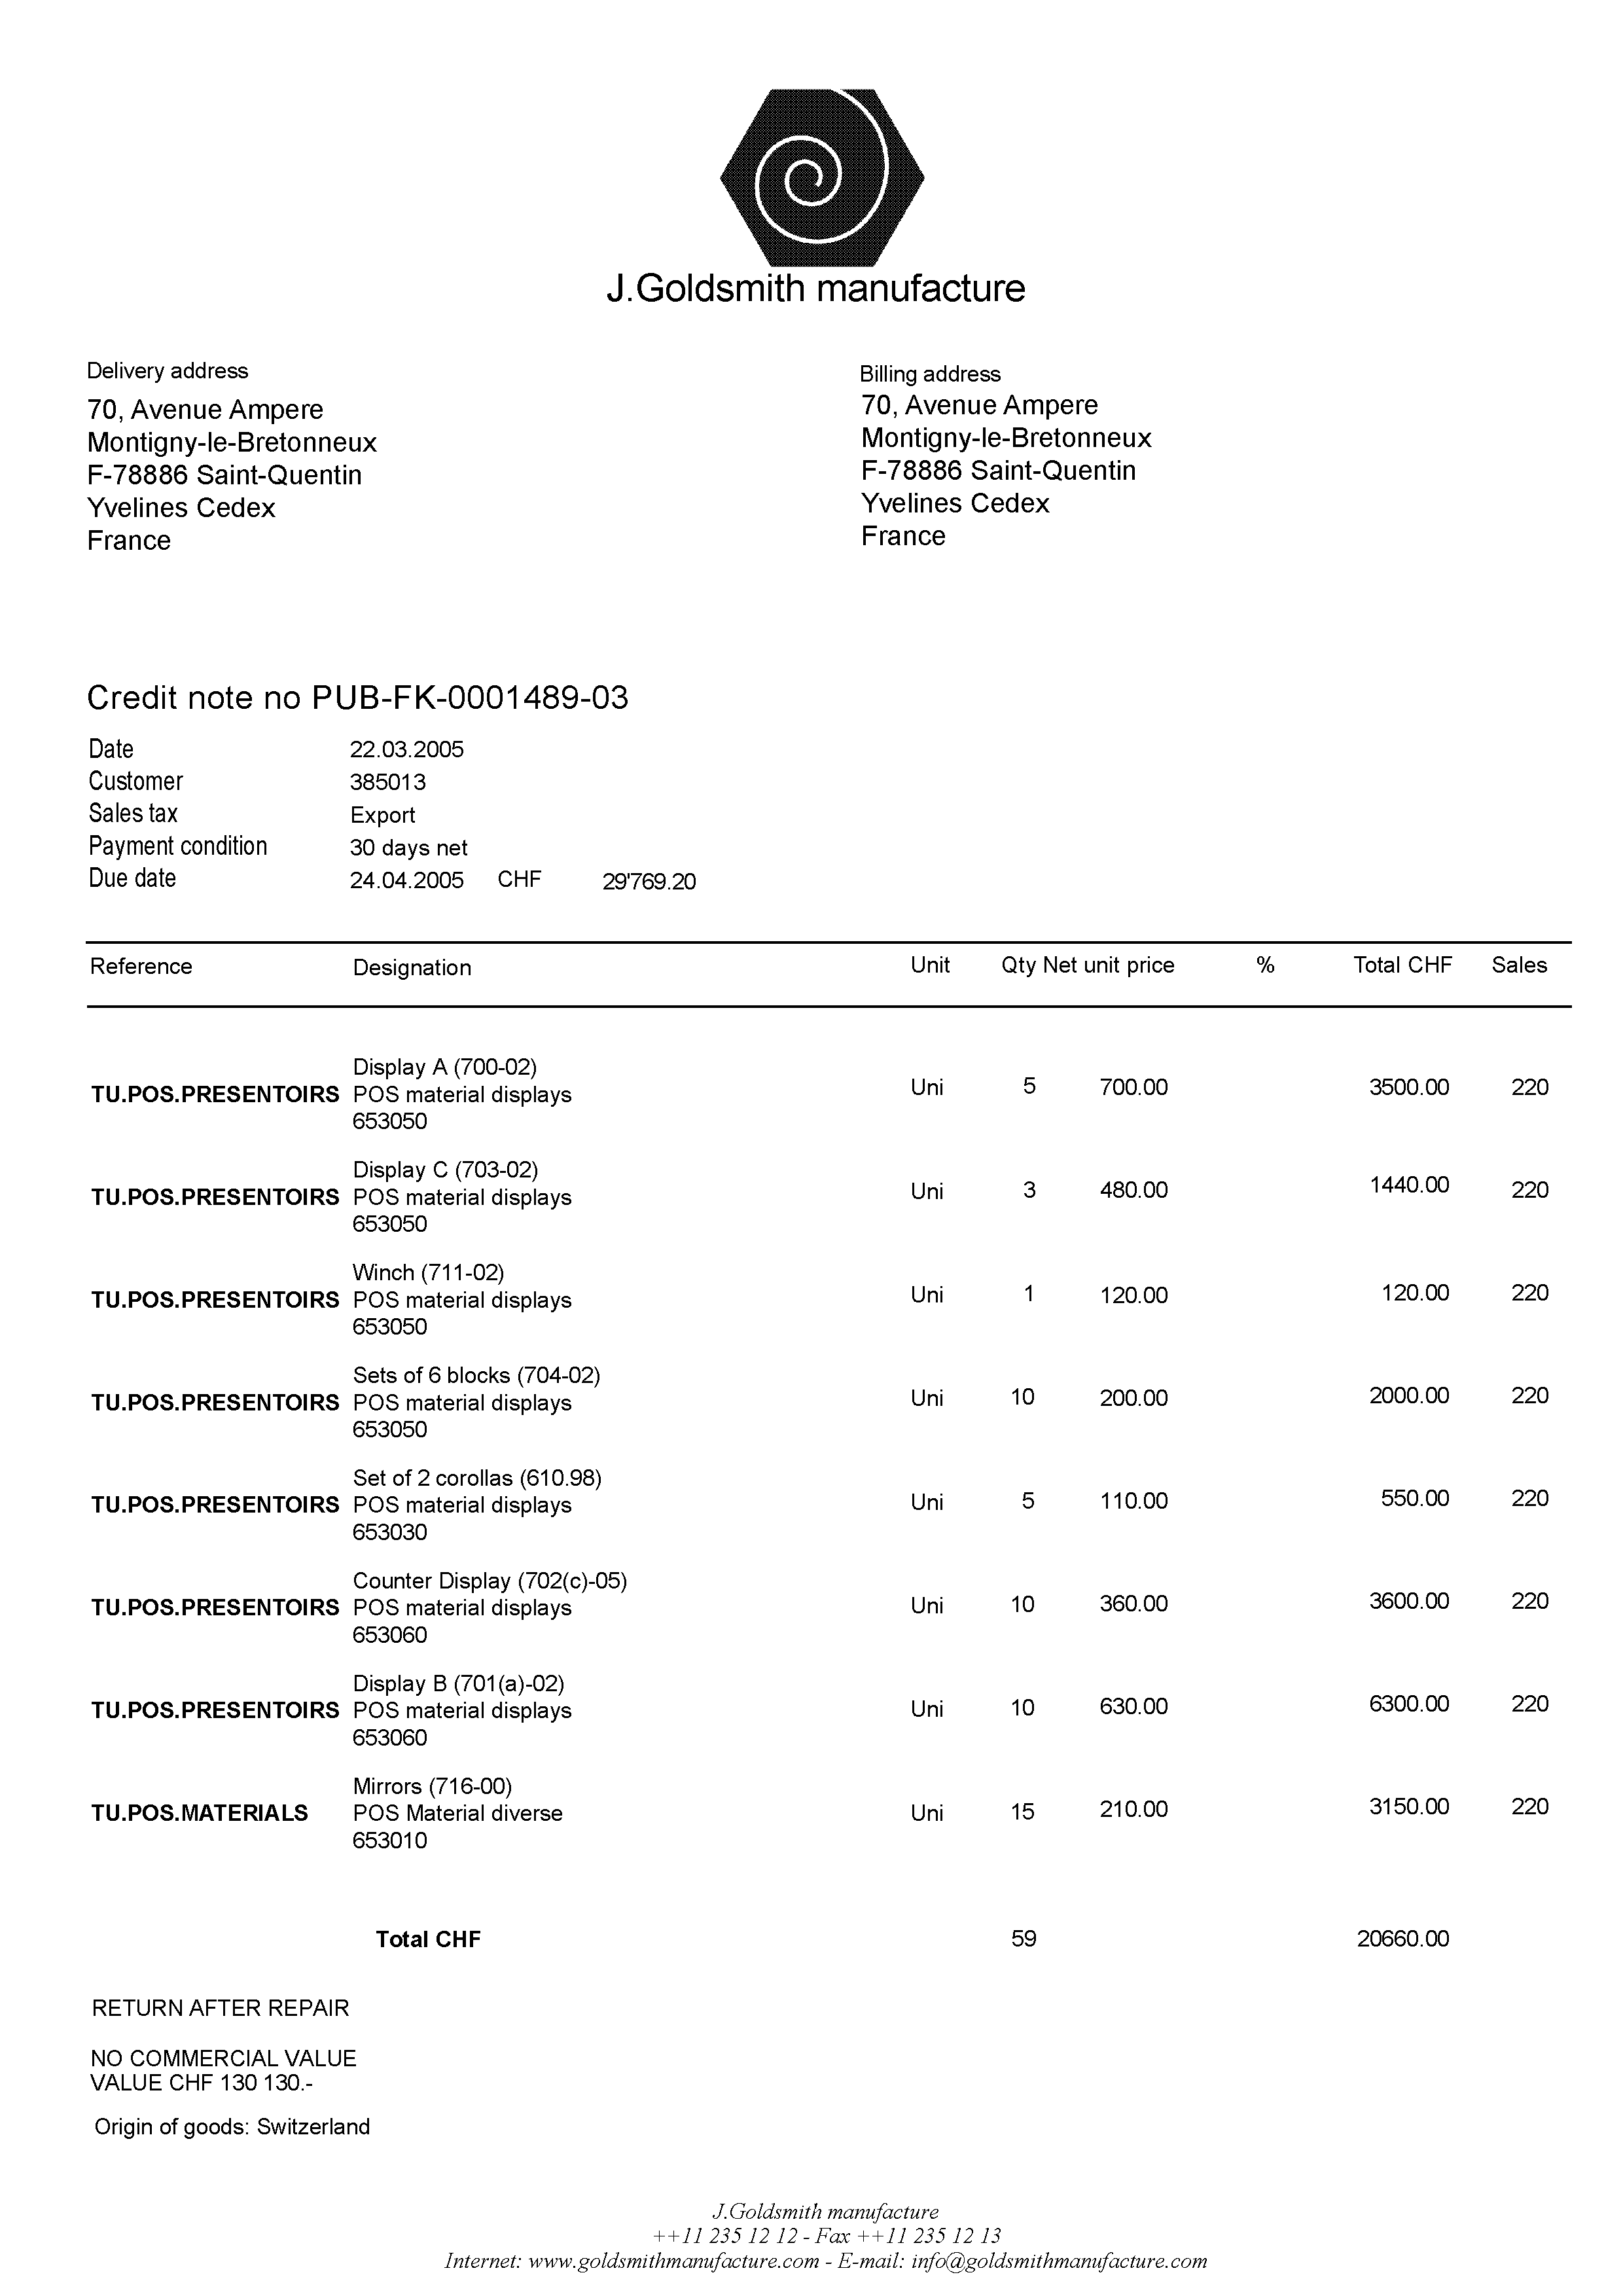 J.Goldsmith manufacture
Delivery address
70, Avenue Ampere
Montigny-le-Bretonneux
F-78886 Saint-Quentin
Yvelines Cedex
France
Billing address
70, Avenue Ampere
Montigny-le-Bretonneux
F-78886 Saint-Quentin
Yvelines Cedex
France
Credit note no PUB-FK-0001489-03
Date 22.03.2005
Customer 385013
Sales tax Export
Payment condition 30 days net
Due date 24.04.2005 CHF 29'769.20
Reference Designation Unit Qty Net unit price % Total CHF Sales
Display A (700-02)
TU.POS.PRESENTOIRS POS material displays Uni 5 700.00 3500.00 220
653050
Display C (703-02)
TU.POS.PRESENTOIRS POS material displays Uni 3 480.00 1440.00 220
653050
Winch (711-02)
TU.POS.PRESENTOIRS POS material displays Uni 1 120.00 120.00 220
653050
Sets of 6 blocks (704-02)
TU.POS.PRESENTOIRS POS material displays Uni 10 200.00 2000.00 220
653050
Set of 2 corollas (610.98)
TU.POS.PRESENTOIRS POS material displays Uni 5 110.00 550.00 220
653030
Counter Display (702(c)-05)
TU.POS.PRESENTOIRS POS material displays Uni 10 360.00 3600.00 220
653060
Display B (701(a)-02)
TU.POS.PRESENTOIRS POS material displays Uni 10 630.00 6300.00 220
653060
Mirrors (716-00)
TU.POS.MATERIALS POS Material diverse Uni 15 210.00 3150.00 220
653010
Total CHF 59 20660.00
RETURN AFTER REPAIR
NO COMMERCIAL VALUE
VALUE CHF 130 130.-
Origin of goods: Switzerland
J.Goldsmith manufacture
++11 235 12 12 - Fax ++11 235 12 13
Internet: www.goldsmithmanufacture.com - E-mail: info@goldsmithmanufacture.com